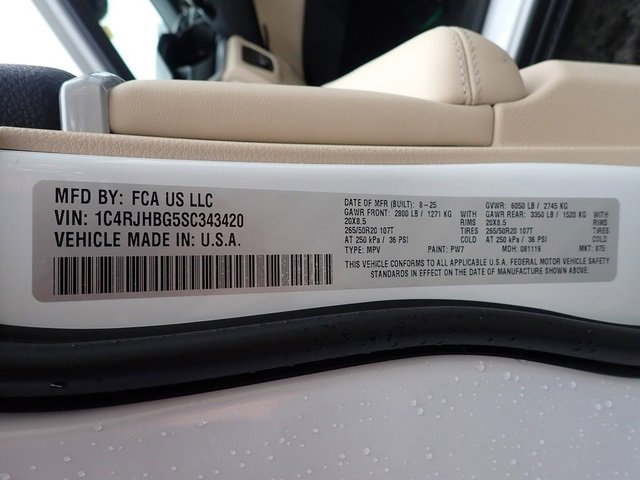 MFD BY: FCA US LLC
VIN: 1C4RJHBG5SC343420
VEHICLE MADE IN: U.S.A.
DATE OF MFR (BUILT): 8-25 GVWR: 6050 LB / 2745 KG
GAWR FRONT: 2800 LB / 1271 KG WITH GAWR REAR: 3350 LB / 1520 KG WITH
20X8.5 RIMS 20X8.5 RIMS
265/50R20 107T TIRES 265/50R20 107T TIRES
AT 250 kPa / 36 PSI COLD AT 250 kPa / 36 PSI COLD
TYPE: MPV PAINT: PW7 MDH: 081119 MKT: 875
THIS VEHICLE CONFORMS TO ALL APPLICABLE U.S.A. FEDERAL MOTOR VEHICLE SAFETY
STANDARDS IN EFFECT ON THE DATE OF MANUFACTURE SHOWN ABOVE.